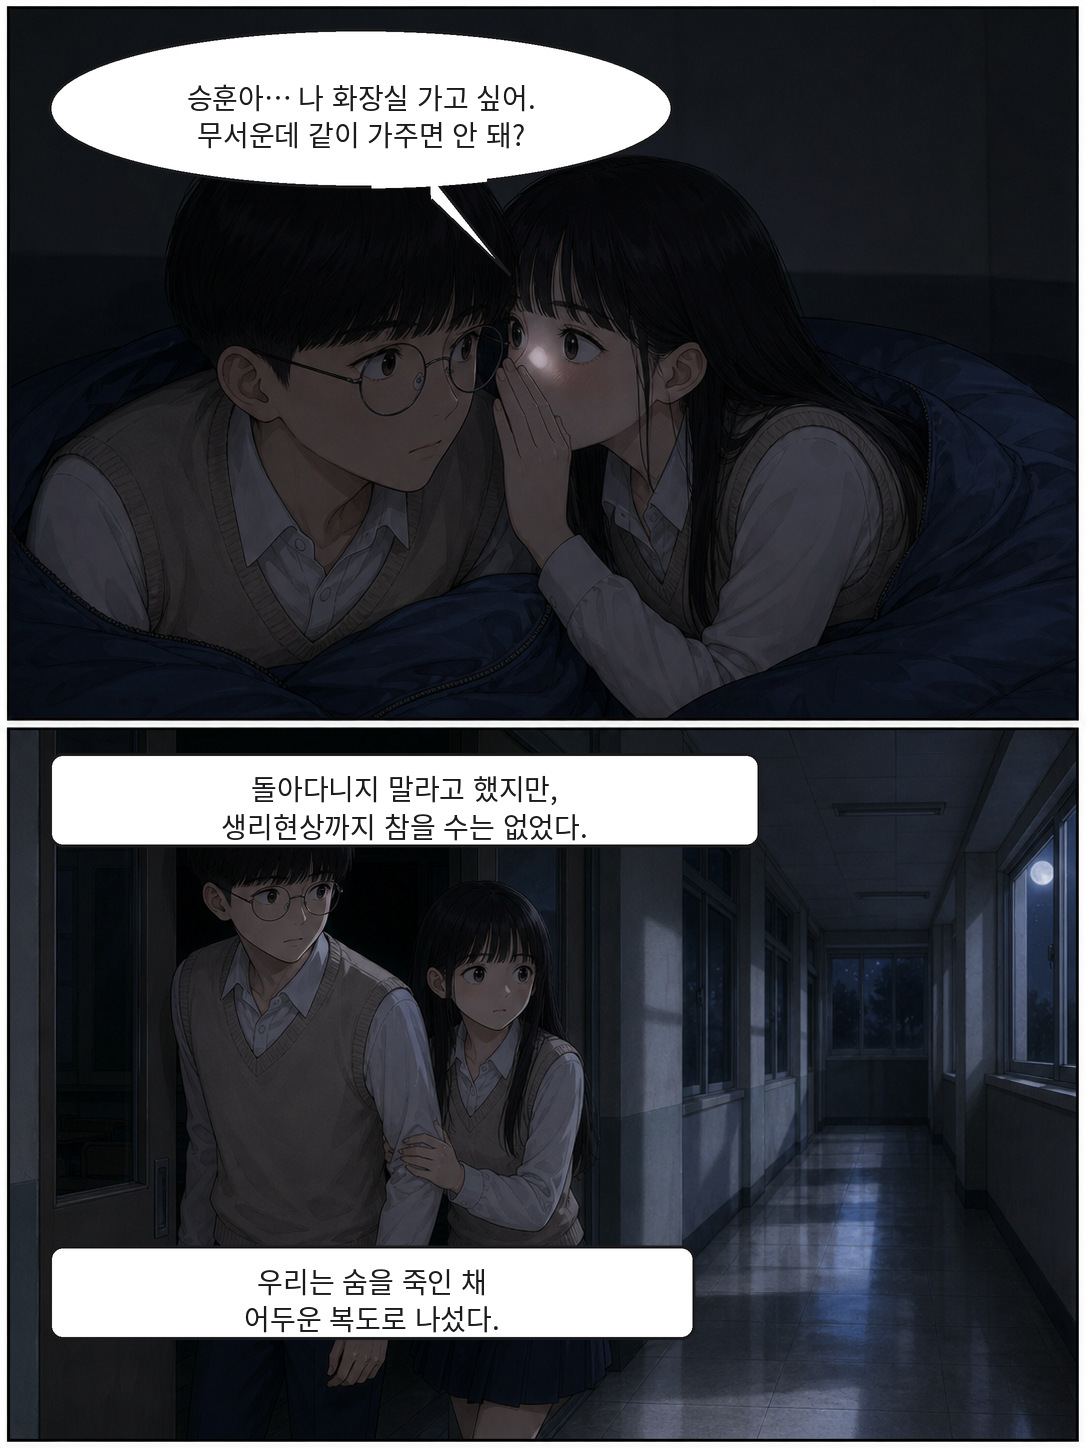 승훈아… 나 화장실 가고 싶어.
무서운데 같이 가주면 안 돼?
돌아다니지 말라고 했지만,
생리현상까지 참을 수는 없었다.
우리는 숨을 죽인 채
어두운 복도로 나섰다.